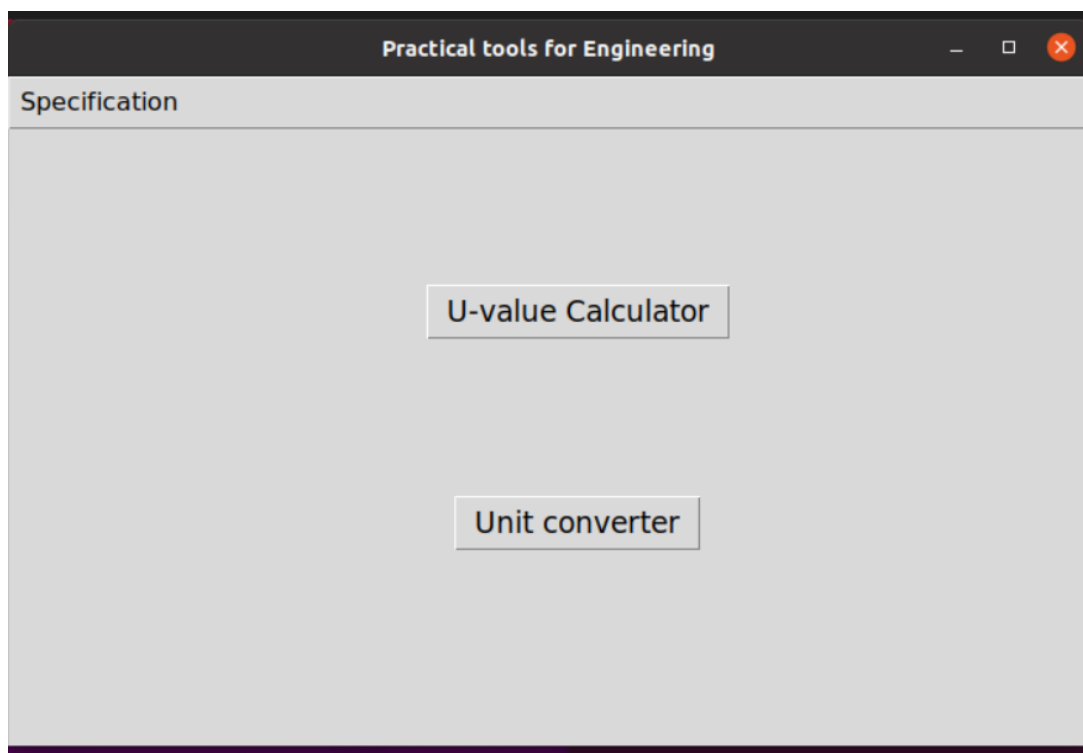 Practical tools for Engineering
Specification
U-value Calculator
Unit converter